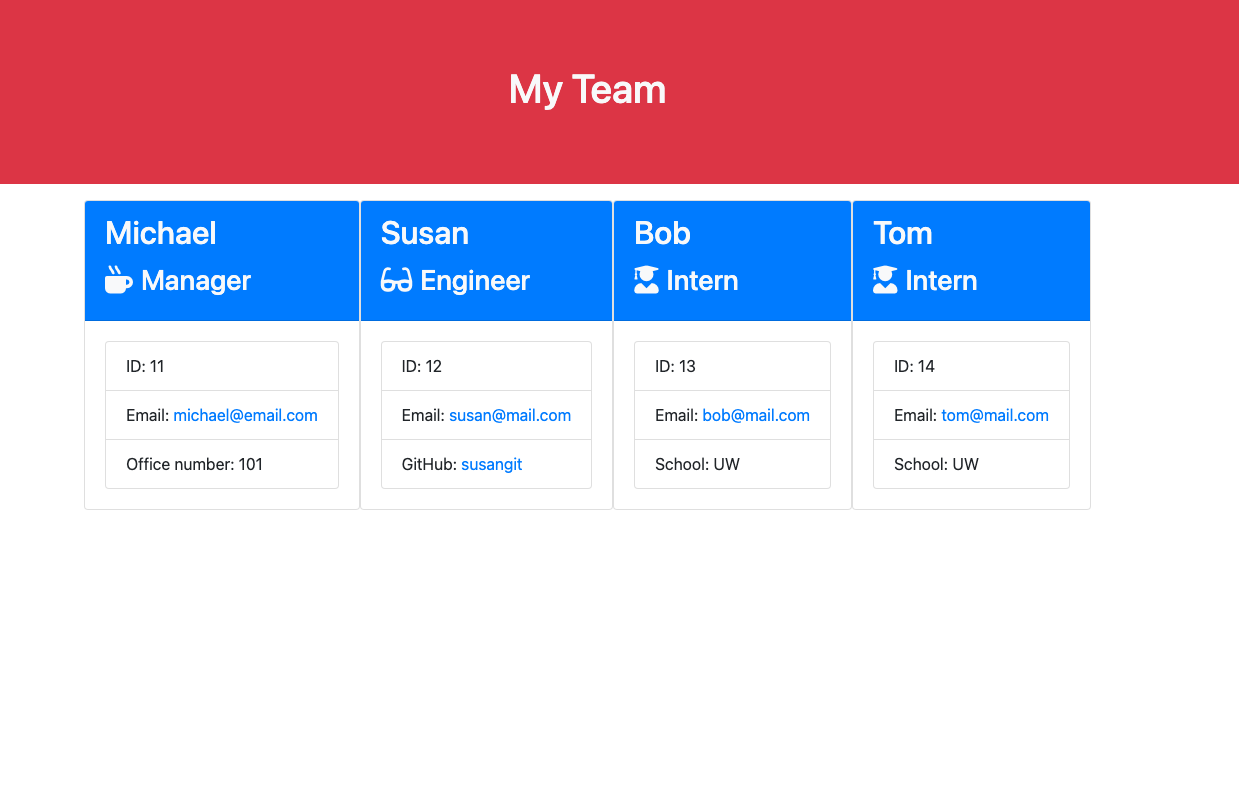 My Team
Michael
Manager
ID: 11
Email: michael@email.com
Office number: 101
Susan
Engineer
ID: 12
Email: susan@mail.com
GitHub: susangit
Bob
Intern
ID: 13
Email: bob@mail.com
School: UW
Tom
Intern
ID: 14
Email: tom@mail.com
School: UW